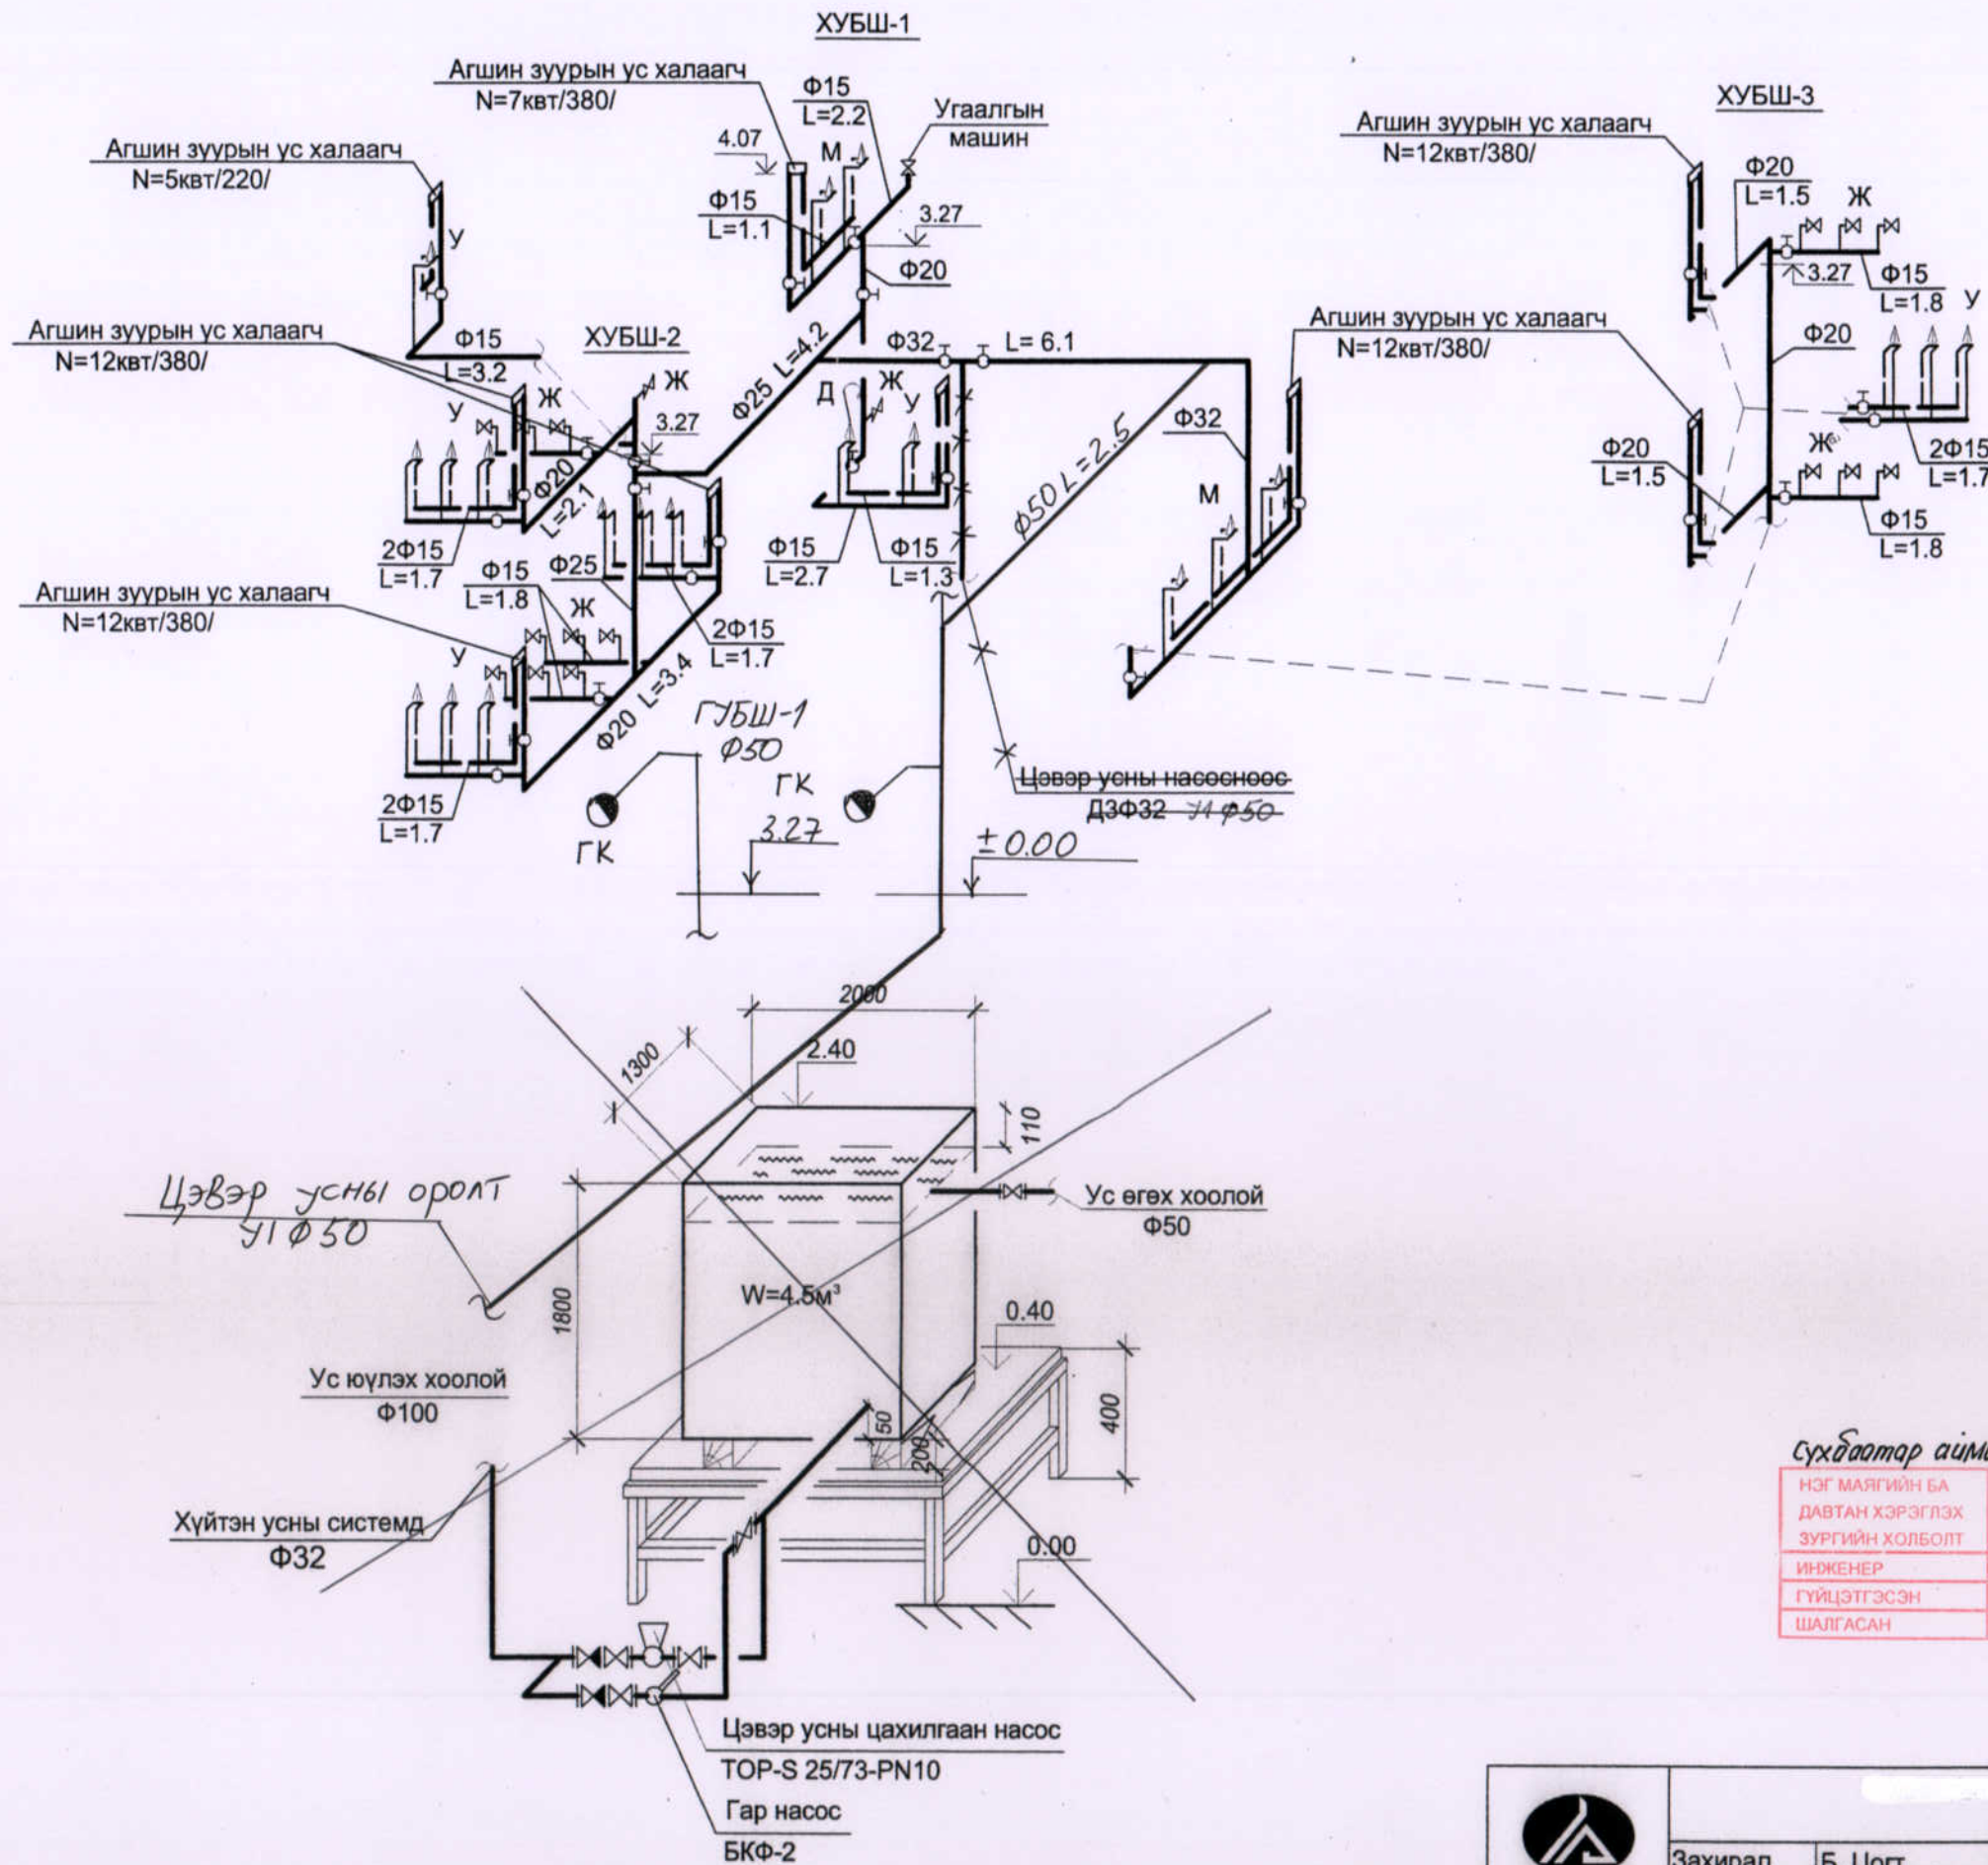 ХУБШ-1
Агшин зуурын ус халаагч
N=7квт/380/
Ф15
L=2.2
Угаалгын
машин
4.07
М
Ф15
L=1.1
3.27
Ф20
Агшин зуурын ус халаагч
N=5квт/220/
У
Ф15
L=3.2
Агшин зуурын ус халаагч
N=12квт/380/
ХУБШ-2
Ж
У
Ж
3.27
Ф20
L=2.1
2Ф15
L=1.7
Ф15
L=1.8
Ф25
Ж
2Ф15
L=1.7
Агшин зуурын ус халаагч
N=12квт/380/
У
Ф20 L=3.4
2Ф15
L=1.7
Ф25 L=4.2
Ф32
L= 6.1
Д
Ж
У
Ф15
L=2.7
Ф15
L=1.3
Ф50 L=2.5
Ф32
М
ХУБШ-3
Агшин зуурын ус халаагч
N=12квт/380/
Ф20
L=1.5
Ж
3.27
Ф15
L=1.8
У
Ф20
Агшин зуурын ус халаагч
N=12квт/380/
Ф20
L=1.5
Ж
2Ф15
L=1.7
Ф15
L=1.8
ГУБШ-1
Ф50
ГК
ГК
3.27
±0.00
Цэвэр усны насосноос
Д3Ф32 У1 Ф50
2000
1300
2.40
110
Цэвэр усны оролт
У1 Ф50
Ус өгөх хоолой
Ф50
1800
W=4.5м³
0.40
400
Ус юүлэх хоолой
Ф100
50
200
Хүйтэн усны системд
Ф32
0.00
Цэвэр усны цахилгаан насос
TOP-S 25/73-PN10
Гар насос
БКФ-2
Сүхбаатар айм
НЭГ МАЯГИЙН БА
ДАВТАН ХЭРЭГЛЭХ
ЗУРГИЙН ХОЛБОЛТ
ИНЖЕНЕР
ГҮЙЦЭТГЭСЭН
ШАЛГАСАН
Захирал
Б. Цогт